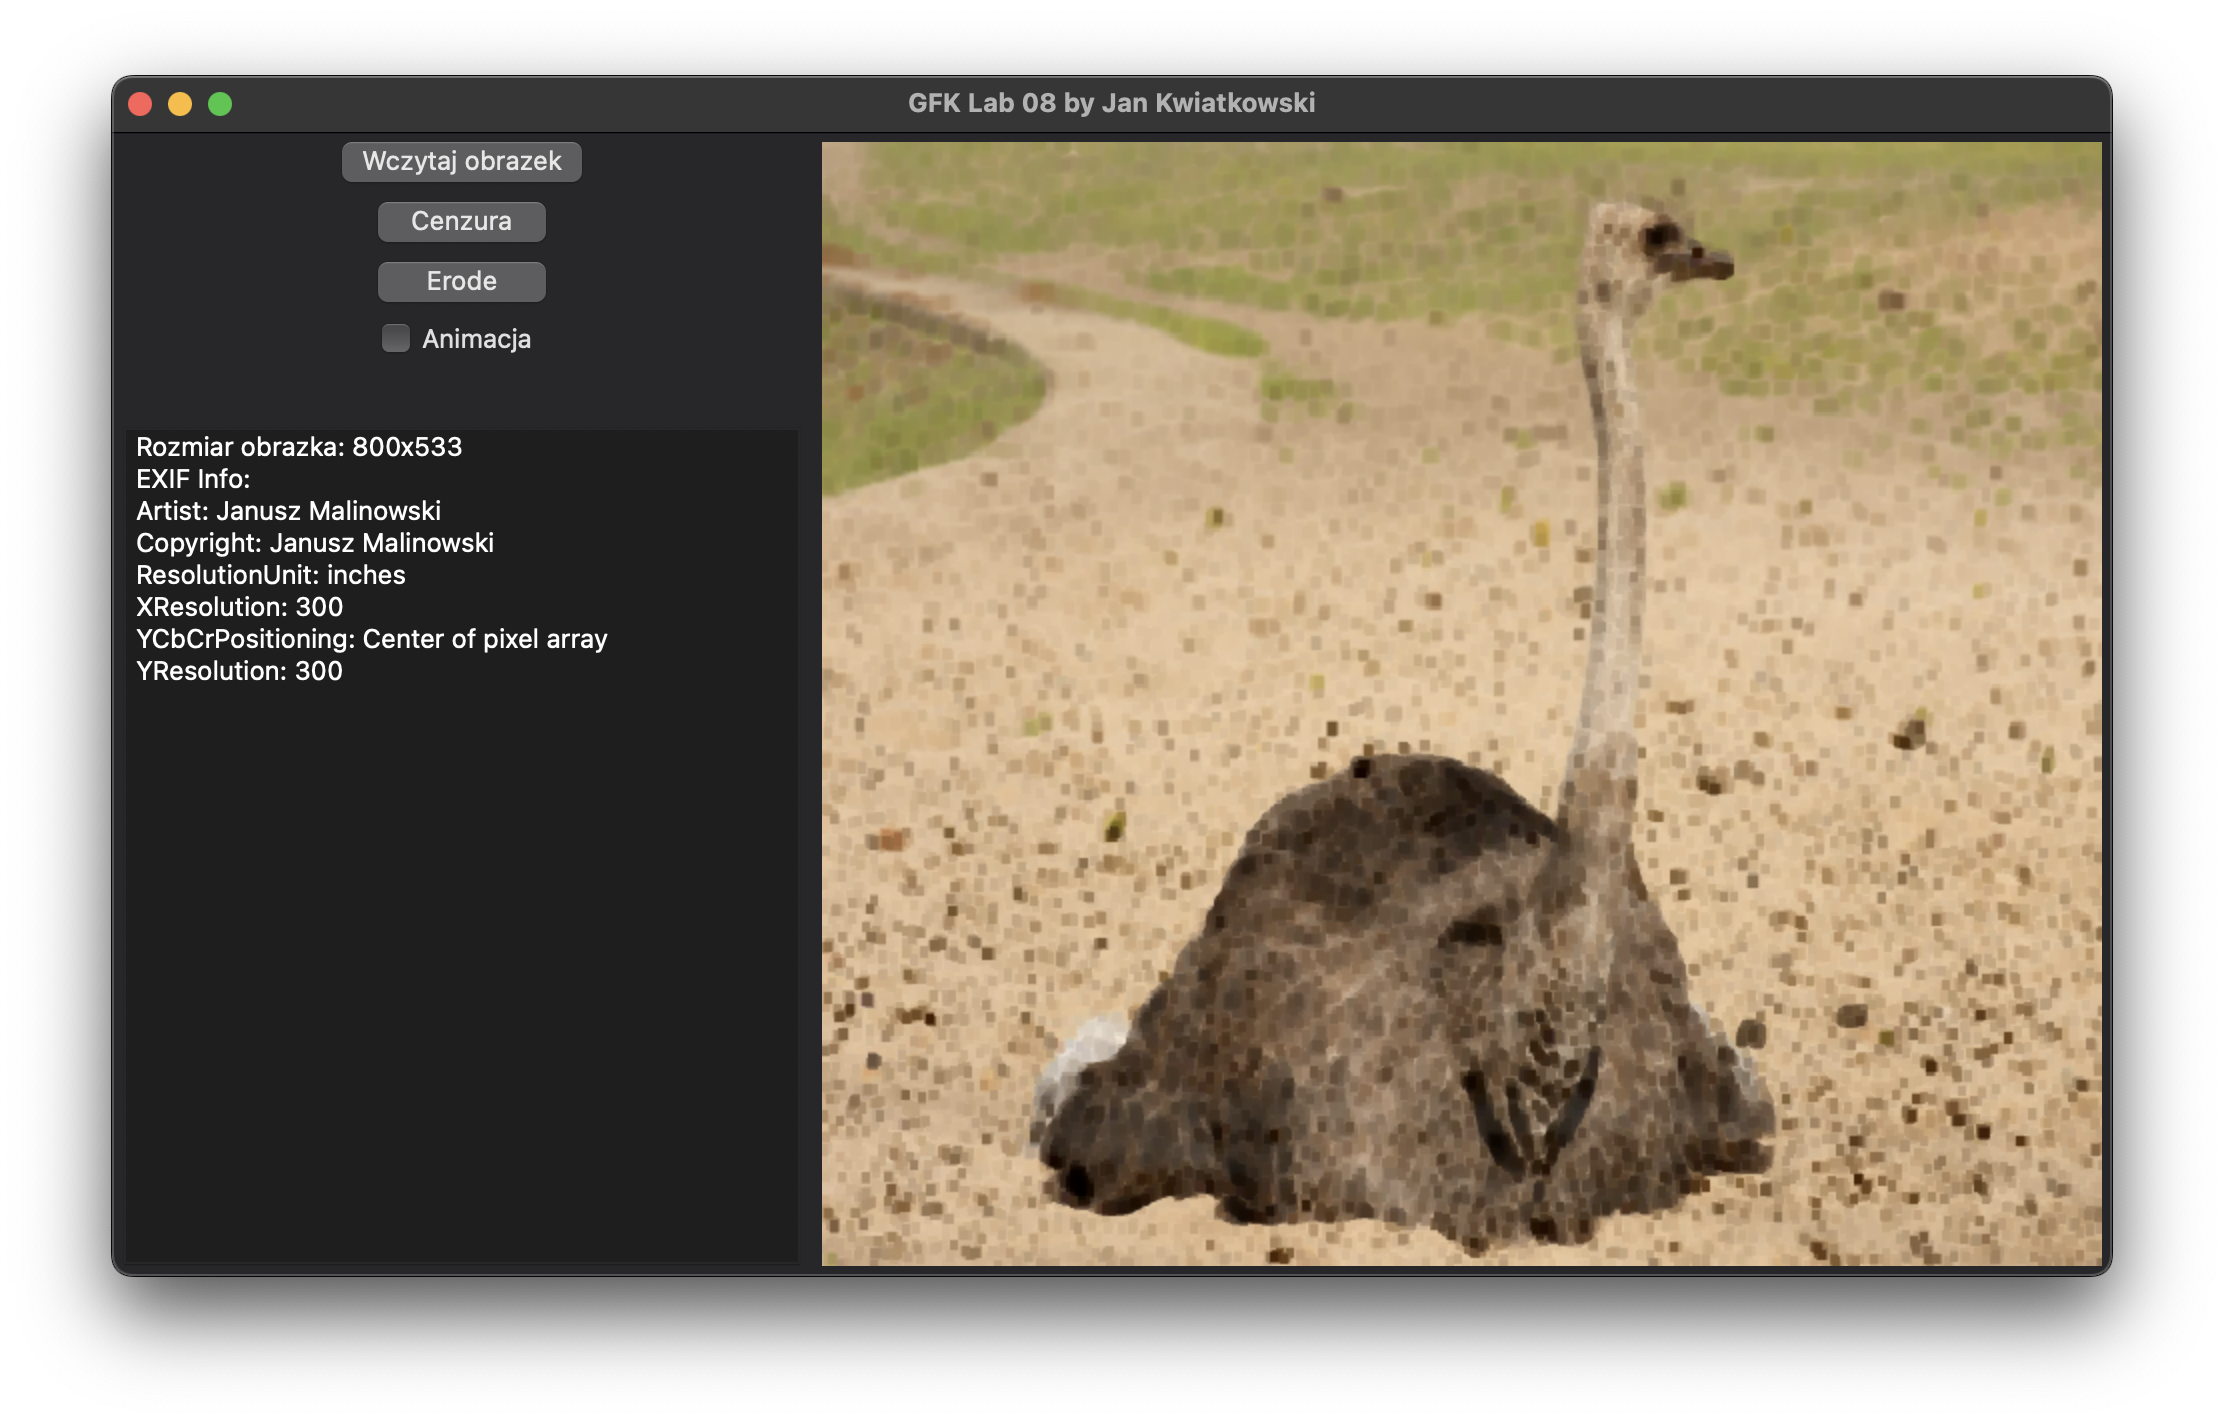 GFK Lab 08 by Jan Kwiatkowski
Wczytaj obrazek
Cenzura
Erode
Animacja
Rozmiar obrazka: 800x533
EXIF Info:
Artist: Janusz Malinowski
Copyright: Janusz Malinowski
ResolutionUnit: inches
XResolution: 300
YCbCrPositioning: Center of pixel array
YResolution: 300